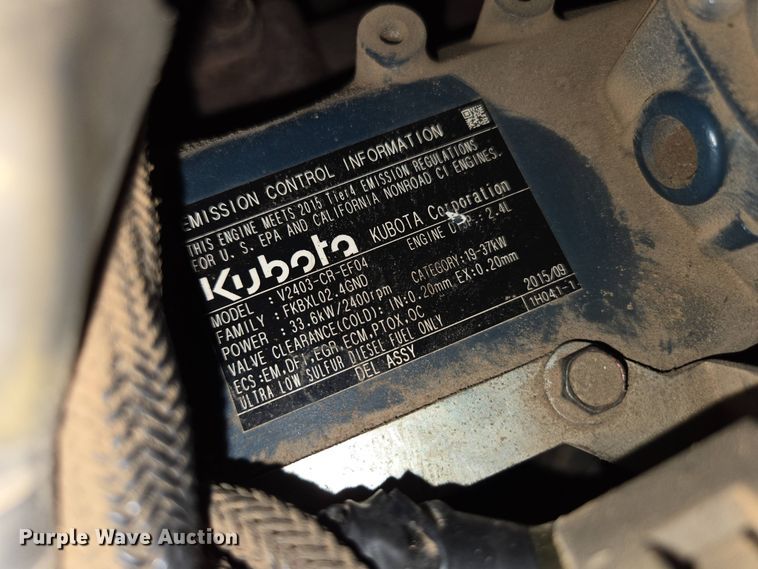 EMISSION CONTROL INFORMATION
THIS ENGINE MEETS 2015 Tier4 EMISSION REGULATIONS
FOR U. S. EPA AND CALIFORNIA NONROAD CI ENGINES.
Kubota KUBOTA Corporation
MODEL : V2403-CR-EF04 ENGINE : 2.4L
FAMILY : FKBXL02.4GND CATEGORY:19-37kW
POWER : 33.6kW/2400rpm
VALVE CLEARANCE(COLD): IN:0.20mm EX:0.20mm
ECS:EM, EGR,ECM,PTOX,OC 2015/09
ULTRA LOW SULFUR DIESEL FUEL ONLY 1H041-1
DEL ASSY
Purple Wave Auction